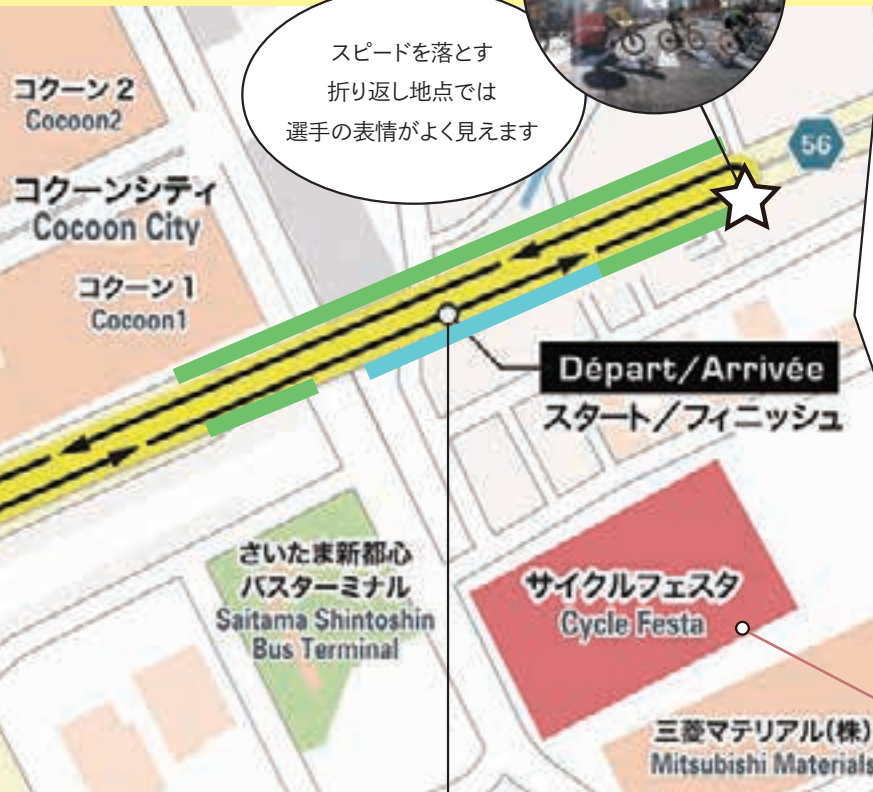 スピードを落とす
折り返し地点では
選手の表情がよく見えます
コクーン 2
Cocoon2
56
コクーンシティ
Cocoon City
コクーン 1
Cocoon1
Départ/Arrivée
スタート/フィニッシュ
さいたま新都心
バスターミナル
Saitama Shintoshin
Bus Terminal
サイクルフェスタ
Cycle Festa
三菱マテリアル(株)
Mitsubishi Materials